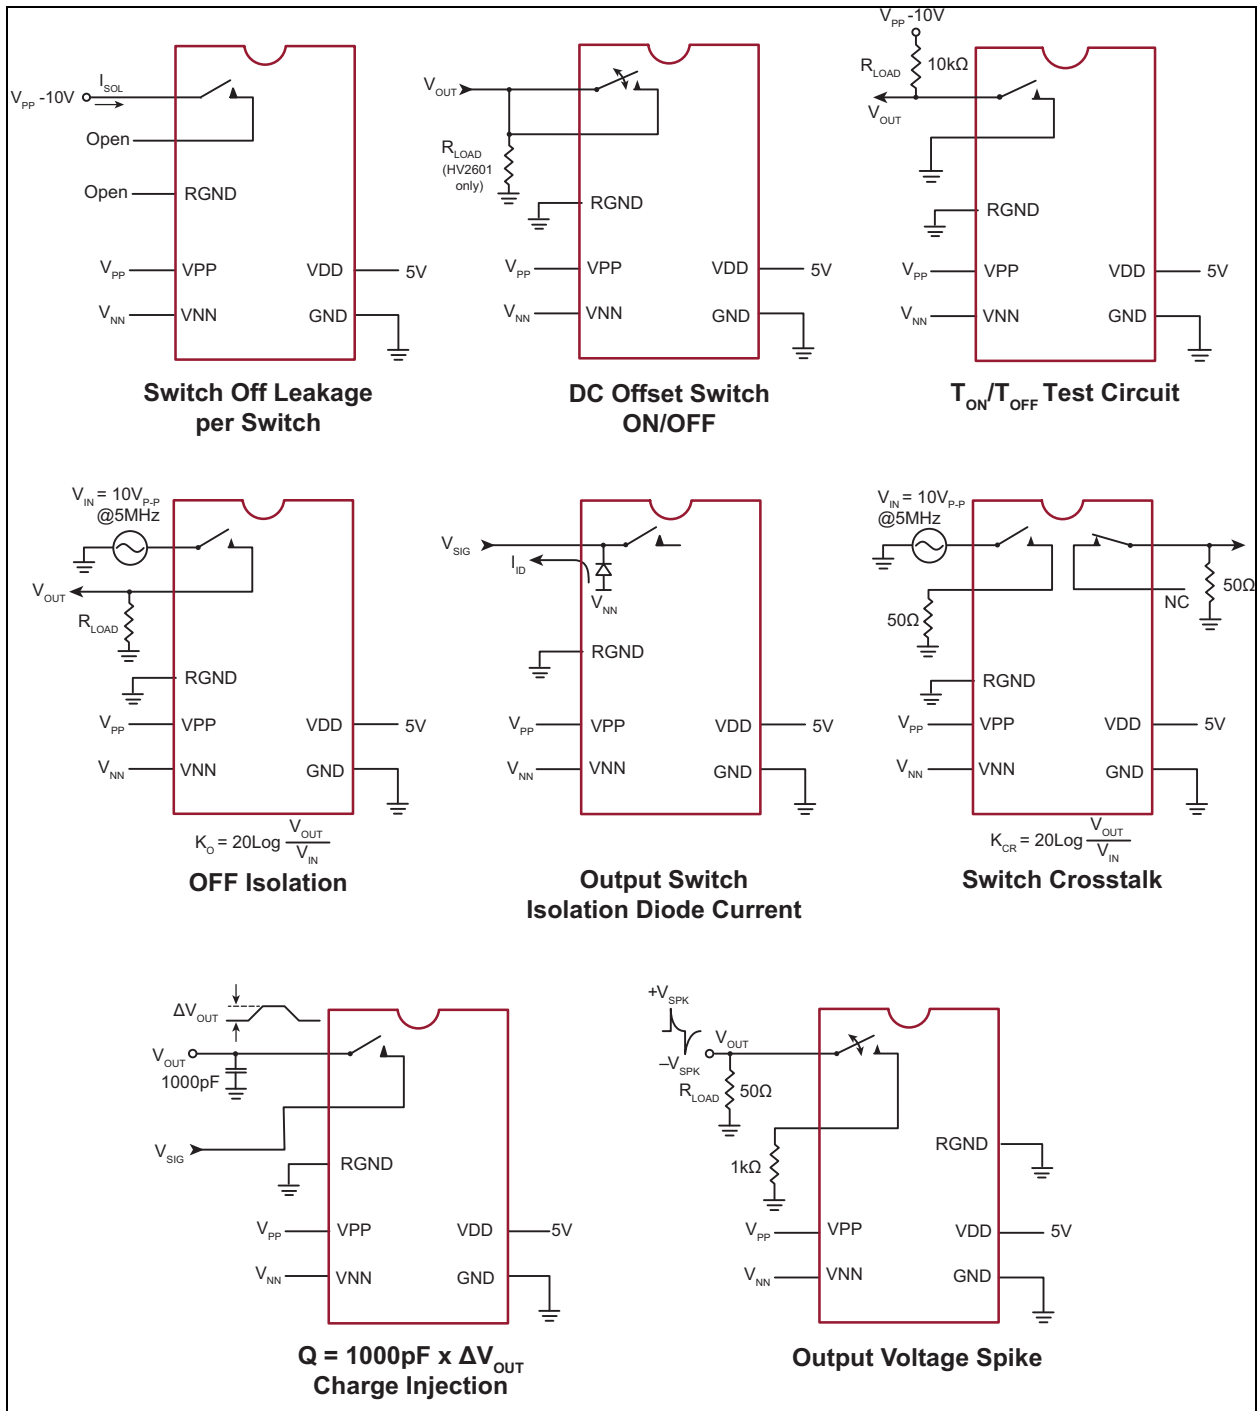 V_PP -10V
I_SOL
Open
Open
RGND
V_PP
VPP
VDD
5V
V_NN
VNN
GND
Switch Off Leakage
per Switch
V_OUT
R_LOAD
(HV2601
only)
RGND
V_PP
VPP
VDD
5V
V_NN
VNN
GND
DC Offset Switch
ON/OFF
V_PP -10V
R_LOAD
10kΩ
V_OUT
RGND
V_PP
VPP
VDD
5V
V_NN
VNN
GND
T_ON/T_OFF Test Circuit
V_IN = 10V_P-P
@5MHz
V_OUT
R_LOAD
RGND
V_PP
VPP
VDD
5V
V_NN
VNN
GND
K_O = 20Log V_OUT
V_IN
OFF Isolation
V_SIG
I_ID
V_NN
RGND
V_PP
VPP
VDD
5V
V_NN
VNN
GND
Output Switch
Isolation Diode Current
V_IN = 10V_P-P
@5MHz
50Ω
NC
50Ω
RGND
V_PP
VPP
VDD
5V
V_NN
VNN
GND
K_CR = 20Log V_OUT
V_IN
Switch Crosstalk
ΔV_OUT
V_OUT
1000pF
V_SIG
RGND
V_PP
VPP
VDD
5V
V_NN
VNN
GND
Q = 1000pF x ΔV_OUT
Charge Injection
+V_SPK
V_OUT
–V_SPK
R_LOAD
50Ω
1kΩ
RGND
V_PP
VPP
VDD
5V
V_NN
VNN
GND
Output Voltage Spike